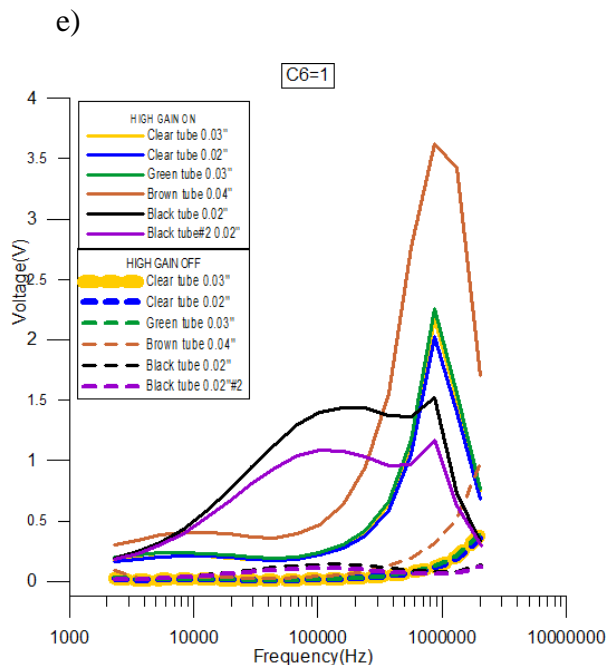 e)
C6=1
4
3.5
3
2.5
2
1.5
1
0.5
0
Voltage(V)
HIGH GAIN ON
Clear tube 0.03"
Clear tube 0.02"
Green tube 0.03"
Brown tube 0.04"
Black tube 0.02"
Black tube#2 0.02"
HIGH GAIN OFF
Clear tube 0.03"
Clear tube 0.02"
Green tube 0.03"
Brown tube 0.04"
Black tube 0.02"
Black tube 0.02"#2
1000 10000 100000 1000000 10000000
Frequency(Hz)